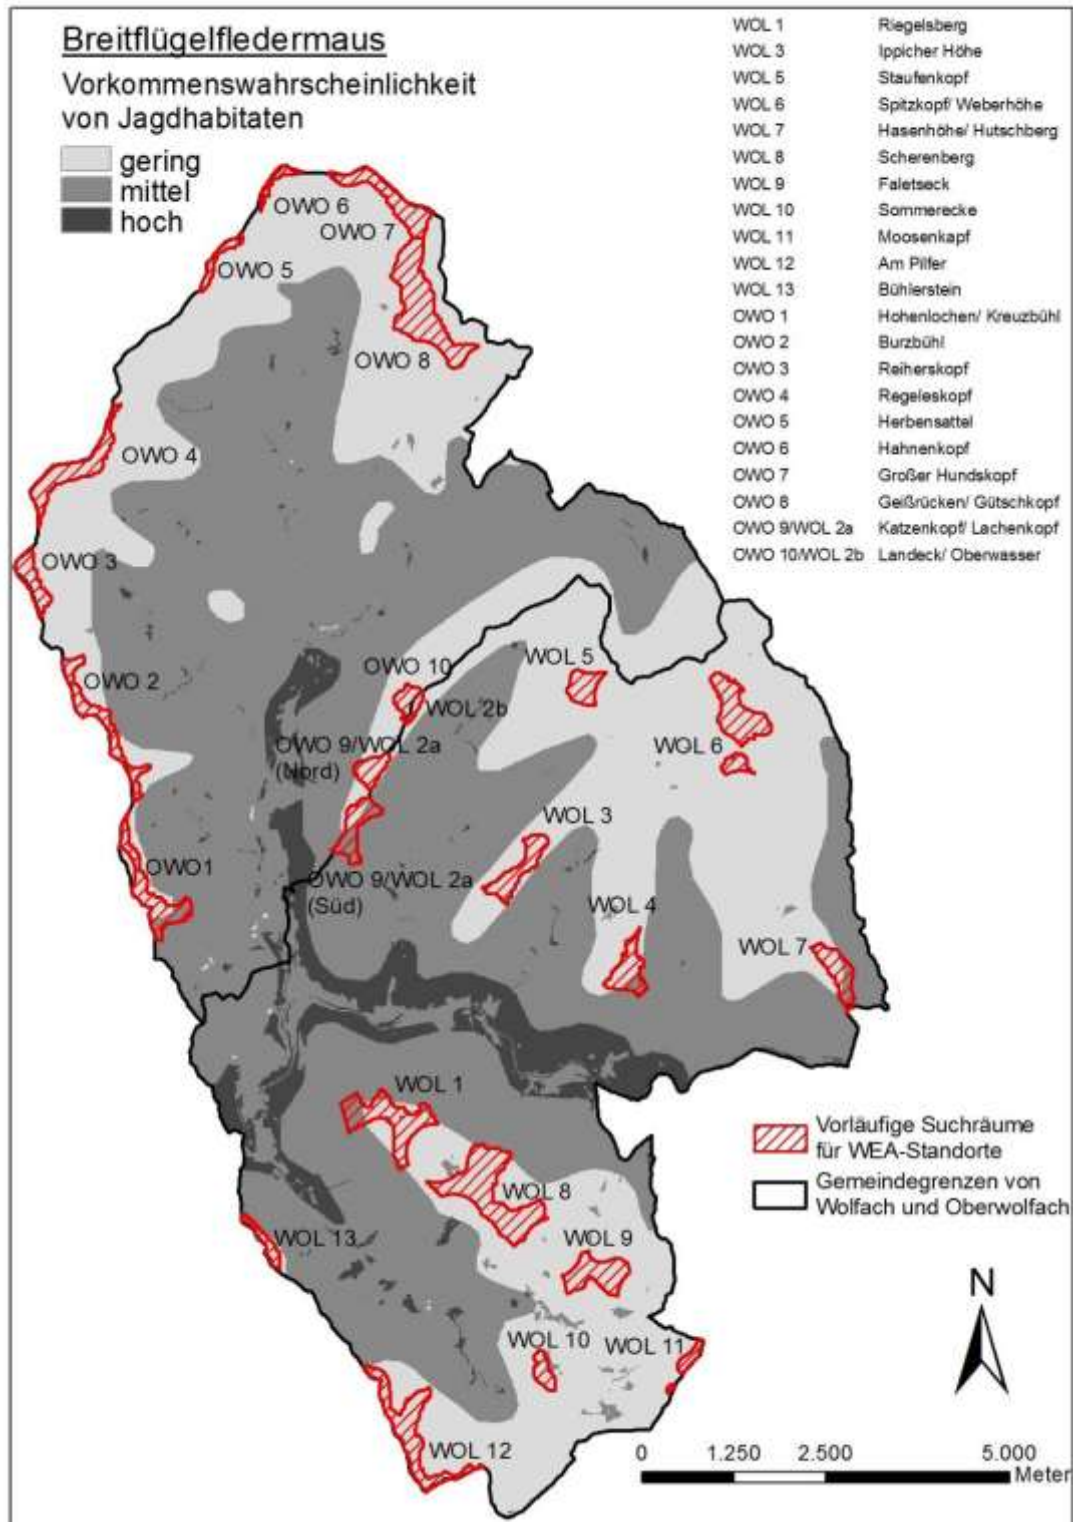 Breitflügelfledermaus
Vorkommenswahrscheinlichkeit
von Jagdhabitaten
gering
mittel
hoch
WOL 1 Riegelsberg
WOL 3 Ippicher Höhe
WOL 5 Staufenkopf
WOL 6 Spitzkopf/ Weberhöhe
WOL 7 Hasenhöhe/ Hutschberg
WOL 8 Scherenberg
WOL 9 Faletseck
WOL 10 Sommerecke
WOL 11 Moosenkapf
WOL 12 Am Pilfer
WOL 13 Bühlerstein
OWO 1 Hohenlochen/ Kreuzbühl
OWO 2 Burzbühl
OWO 3 Reiherskopf
OWO 4 Regeleskopf
OWO 5 Herbensattel
OWO 6 Hahnenkopf
OWO 7 Großer Hundskopf
OWO 8 Geißrücken/ Gütschkopf
OWO 9/WOL 2a Katzenkopf/ Lachenkopf
OWO 10/WOL 2b Landeck/ Oberwasser
OWO 6
OWO 7
OWO 5
OWO 8
OWO 4
OWO 3
OWO 2
OWO 10
WOL 5
WOL 2b
OWO 9/WOL 2a
(Nord)
WOL 6
WOL 3
OWO1
OWO 9/WOL 2a
(Süd)
WOL 4
WOL 7
WOL 1
WOL 8
WOL 9
WOL 13
WOL 10
WOL 11
WOL 12
Vorläufige Suchräume
für WEA-Standorte
Gemeindegrenzen von
Wolfach und Oberwolfach
N
0 1.250 2.500 5.000
Meter